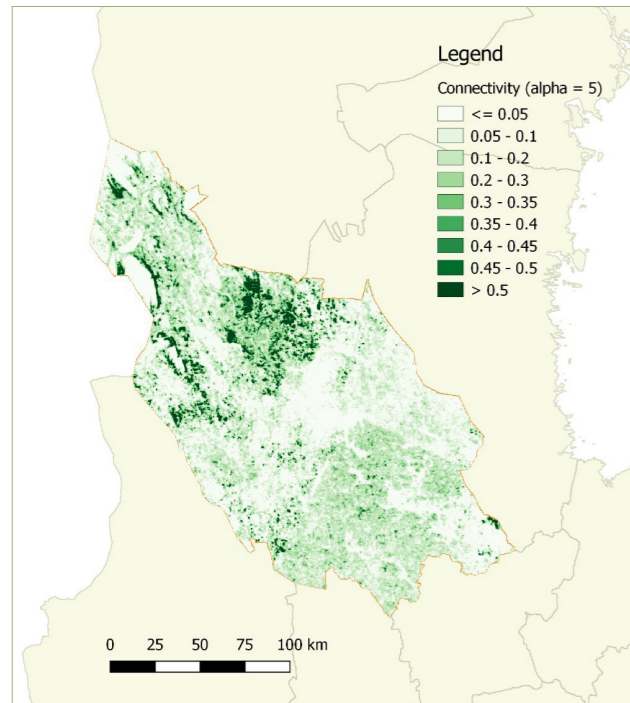 Legend
Connectivity (alpha = 5)
<= 0.05
0.05 - 0.1
0.1 - 0.2
0.2 - 0.3
0.3 - 0.35
0.35 - 0.4
0.4 - 0.45
0.45 - 0.5
> 0.5
0 25 50 75 100 km